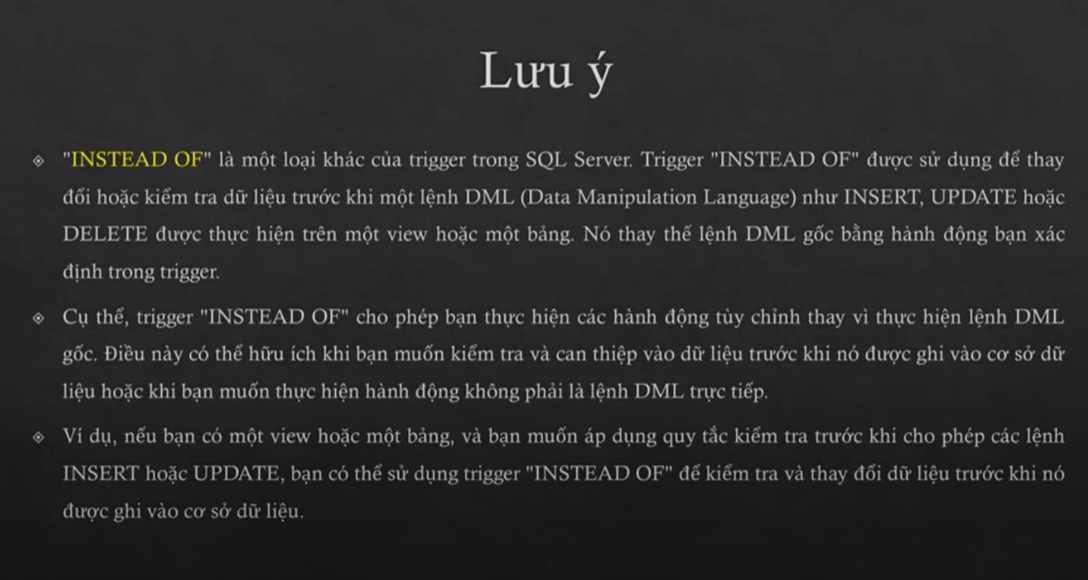 Lưu ý
"INSTEAD OF" là một loại khác của trigger trong SQL Server. Trigger "INSTEAD OF" được sử dụng để thay
đổi hoặc kiểm tra dữ liệu trước khi một lệnh DML (Data Manipulation Language) như INSERT, UPDATE hoặc
DELETE được thực hiện trên một view hoặc một bảng. Nó thay thế lệnh DML gốc bằng hành động bạn xác
định trong trigger.
Cụ thể, trigger "INSTEAD OF" cho phép bạn thực hiện các hành động tùy chỉnh thay vì thực hiện lệnh DML
gốc. Điều này có thể hữu ích khi bạn muốn kiểm tra và can thiệp vào dữ liệu trước khi nó được ghi vào cơ sở dữ
liệu hoặc khi bạn muốn thực hiện hành động không phải là lệnh DML trực tiếp.
Ví dụ, nếu bạn có một view hoặc một bảng, và bạn muốn áp dụng quy tắc kiểm tra trước khi cho phép các lệnh
INSERT hoặc UPDATE, bạn có thể sử dụng trigger "INSTEAD OF" để kiểm tra và thay đổi dữ liệu trước khi nó
được ghi vào cơ sở dữ liệu.